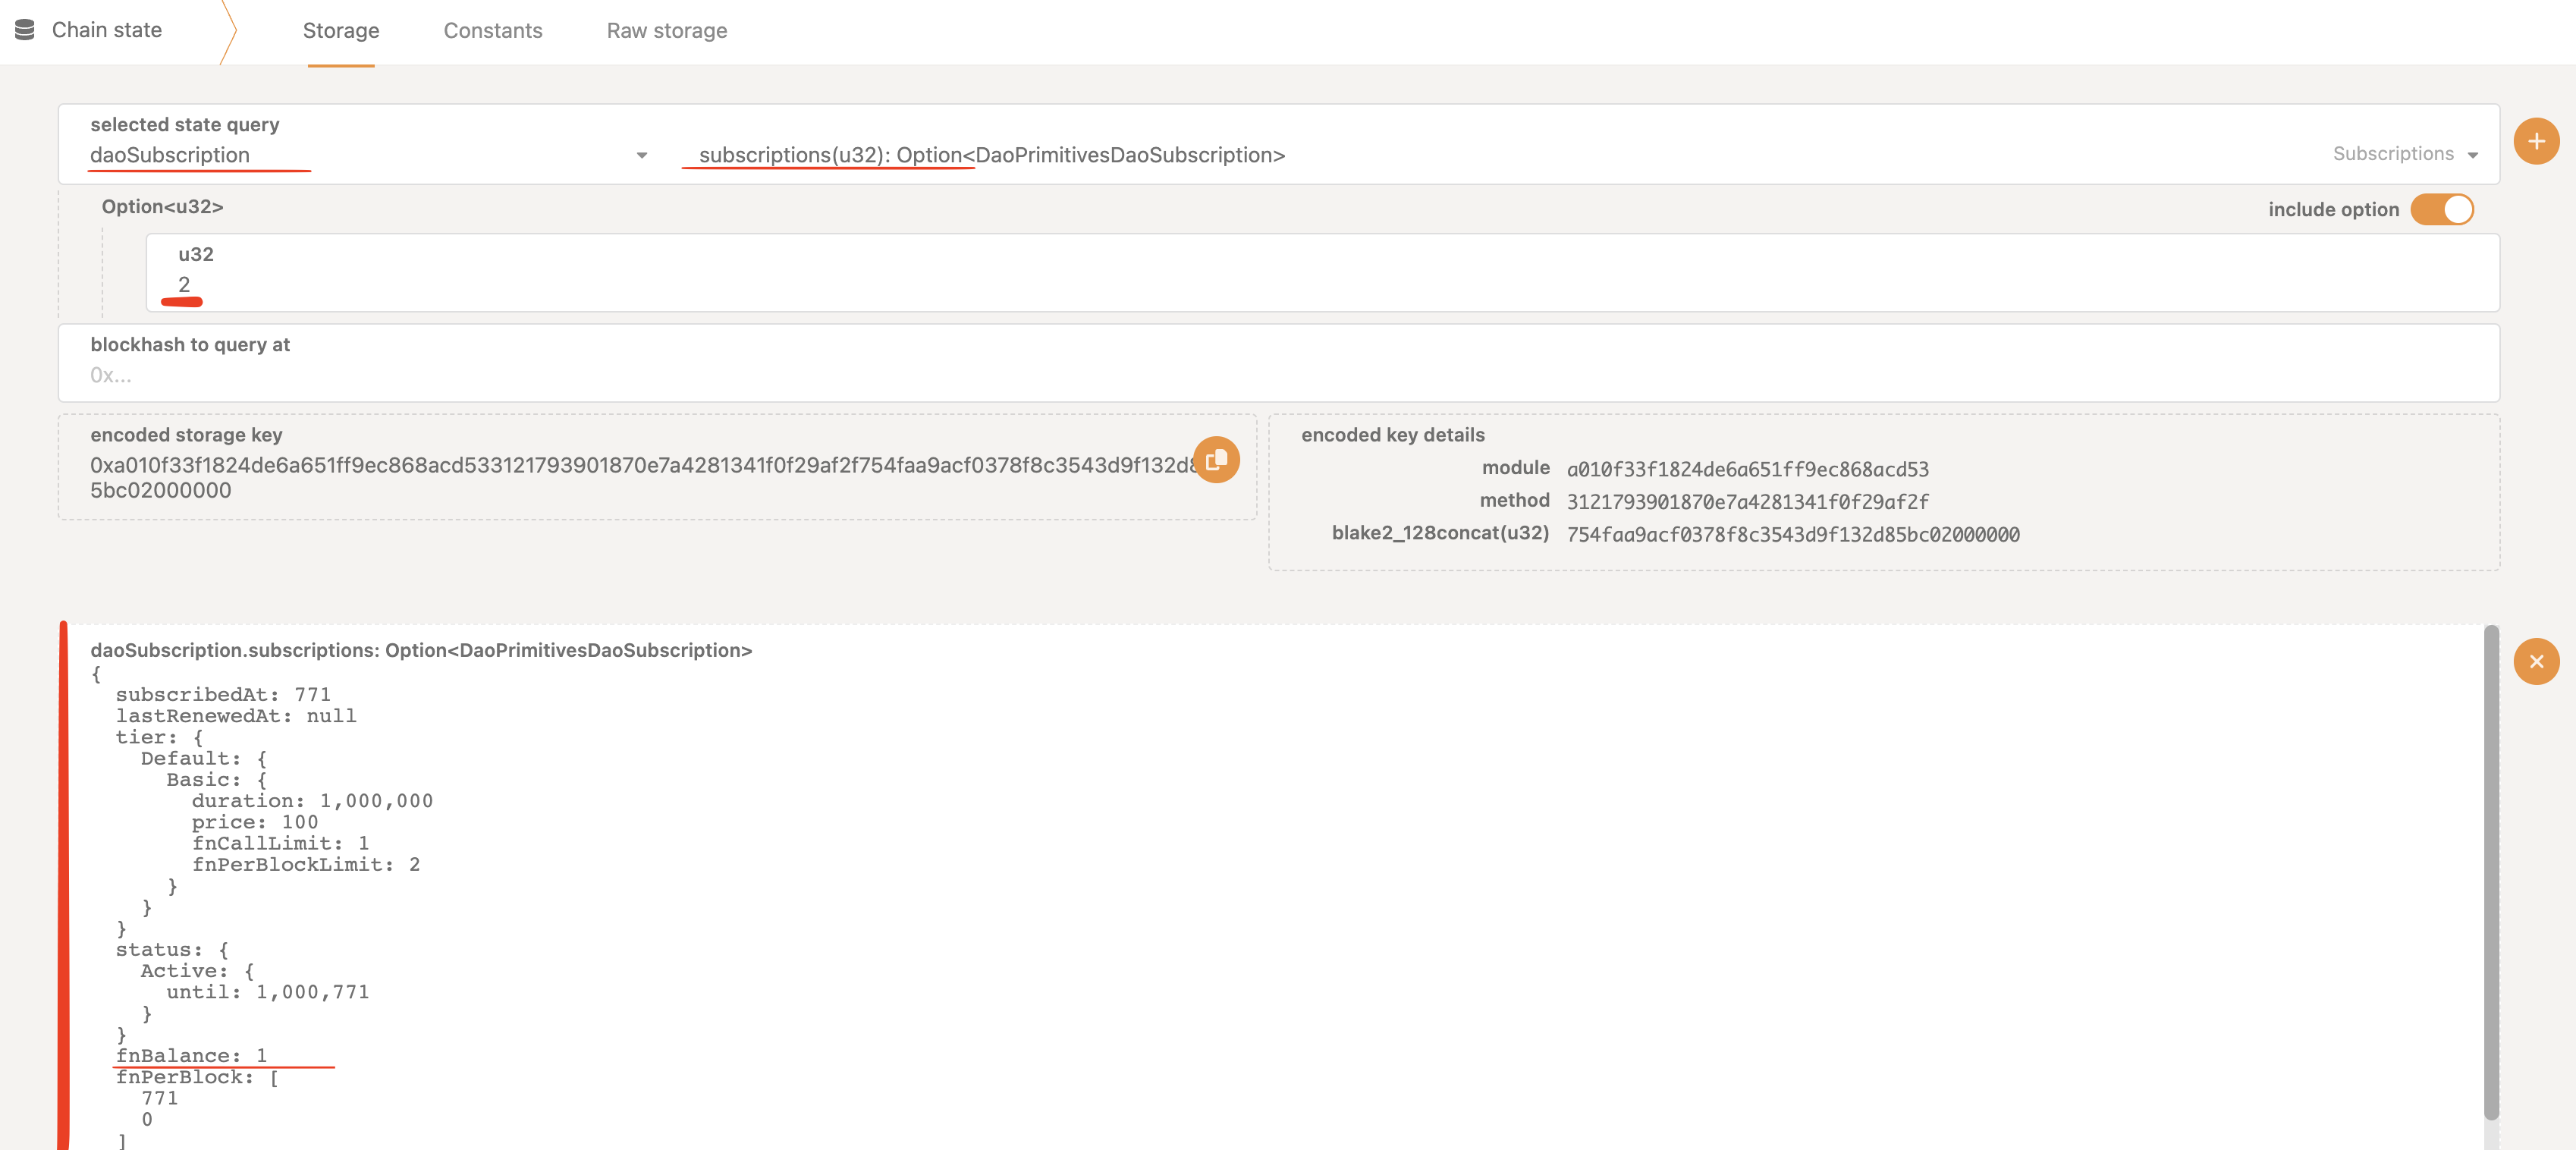 Chain state
Storage
Constants
Raw storage
selected state query
daoSubscription
subscriptions(u32): Option<DaoPrimitivesDaoSubscription>
Subscriptions
Option<u32>
include option
u32
2
blockhash to query at
0x...
encoded storage key
0xa010f33f1824de6a651ff9ec868acd533121793901870e7a4281341f0f29af2f754faa9acf0378f8c3543d9f132d8
5bc02000000
encoded key details
module a010f33f1824de6a651ff9ec868acd53
method 3121793901870e7a4281341f0f29af2f
blake2_128concat(u32) 754faa9acf0378f8c3543d9f132d85bc02000000
daoSubscription.subscriptions: Option<DaoPrimitivesDaoSubscription>
{
subscribedAt: 771
lastRenewedAt: null
tier: {
Default: {
Basic: {
duration: 1,000,000
price: 100
fnCallLimit: 1
fnPerBlockLimit: 2
}
}
}
status: {
Active: {
until: 1,000,771
}
}
fnBalance: 1
fnPerBlock: [
771
0
]